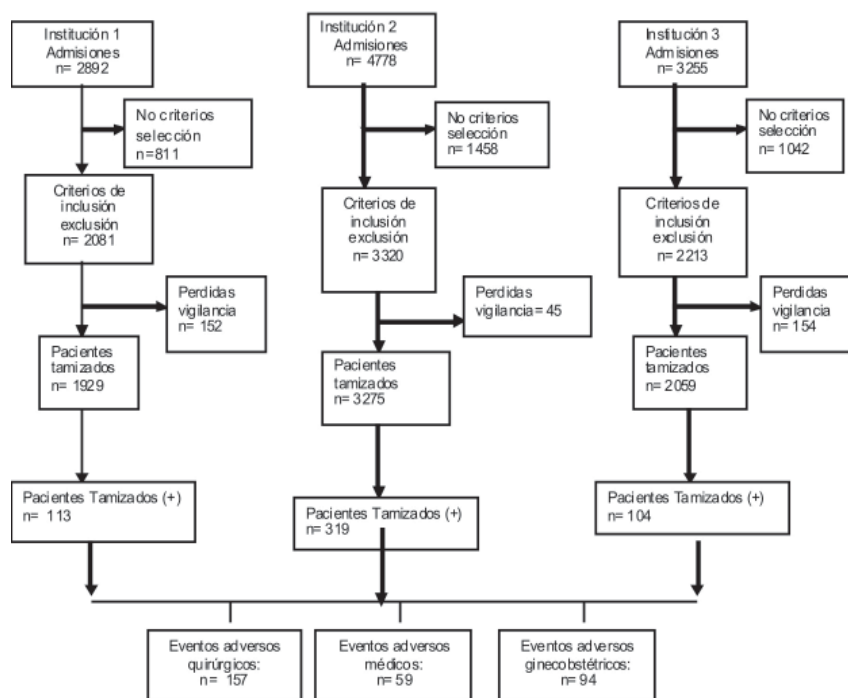 Institución 1
Admisiones
n= 2892
No criterios
selección
n=811
Criterios de
inclusión
exclusión
n= 2081
Perdidas
vigilancia
n= 152
Pacientes
tamizados
n= 1929
Pacientes Tamizados (+)
n= 113
Institución 2
Admisiones
n= 4778
No criterios
selección
n= 1458
Criterios de
inclusión
exclusión
n= 3320
Perdidas
vigilancia= 45
Pacientes
tamizados
n= 3275
Pacientes Tamizados (+)
n= 319
Institución 3
Admisiones
n= 3255
No criterios
selección
n= 1042
Criterios de
inclusión
exclusión
n= 2213
Perdidas
vigilancia
n= 154
Pacientes
tamizados
n= 2059
Pacientes Tamizados (+)
n= 104
Eventos adversos
quirúrgicos:
n= 157
Eventos adversos
médicos:
n= 59
Eventos adversos
ginecobstétricos:
n= 94